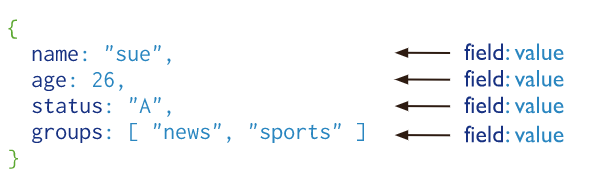 {
name: "sue", field: value
age: 26, field: value
status: "A", field: value
groups: [ "news", "sports" ] field: value
}